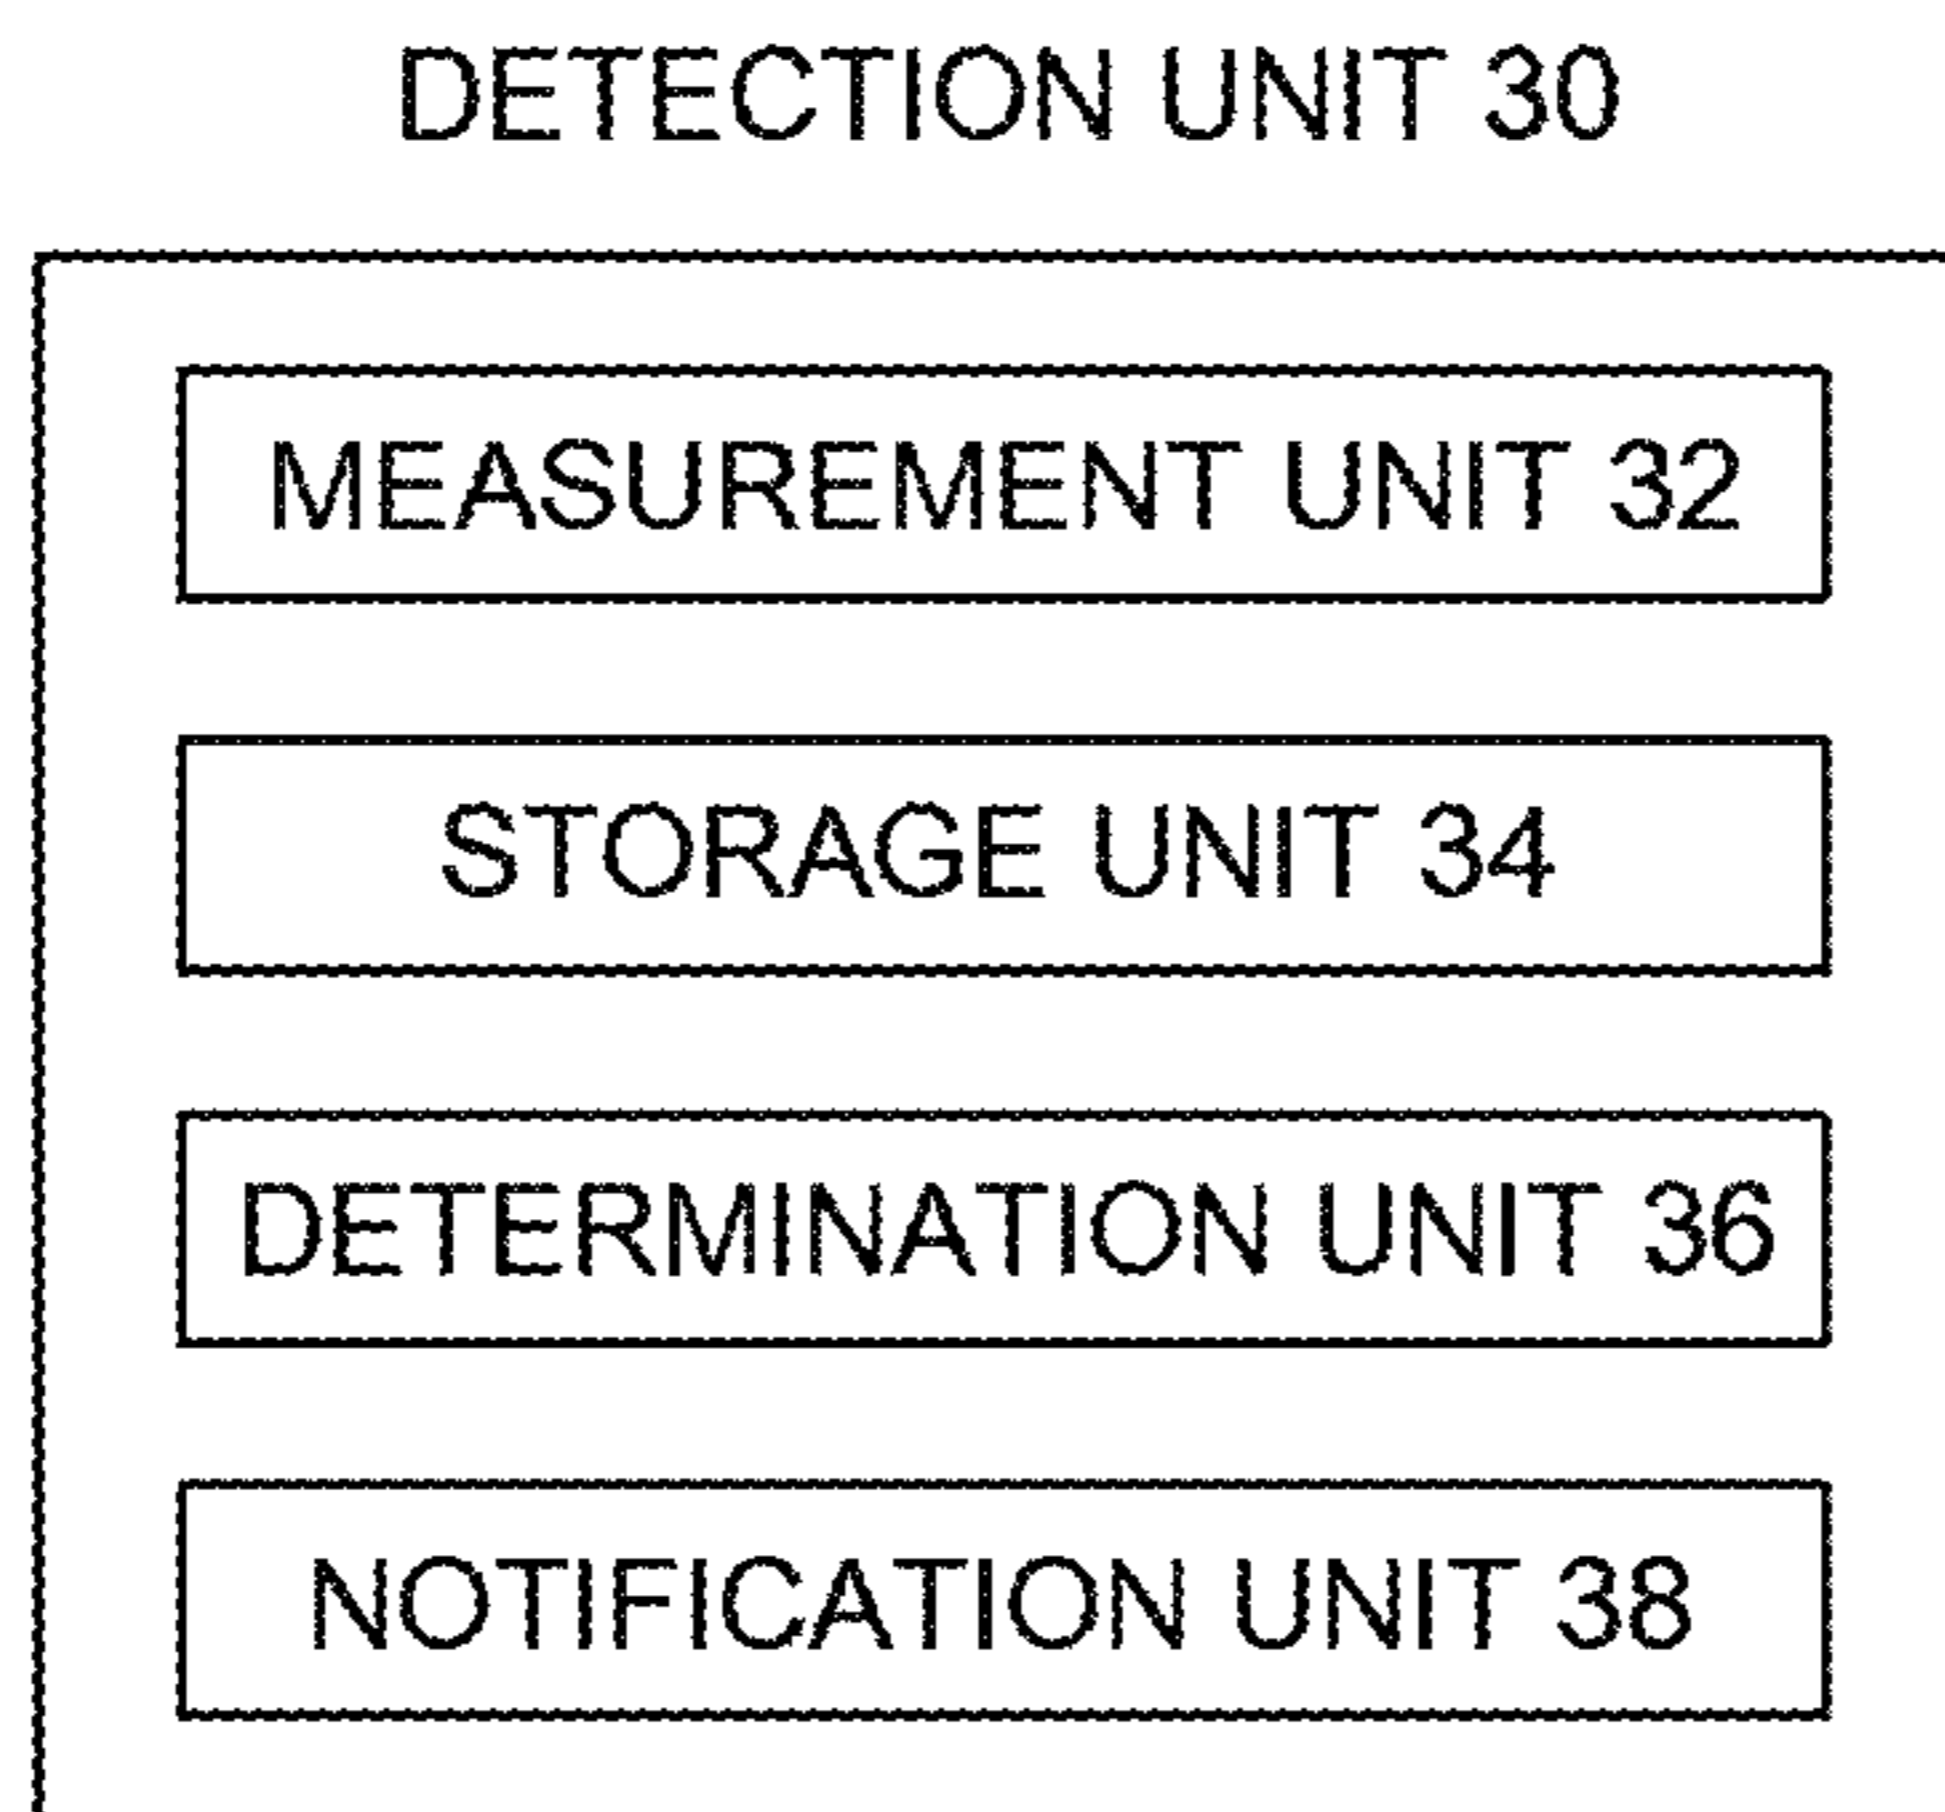 DETECTION UNIT 30
MEASUREMENT UNIT 32
STORAGE UNIT 34
DETERMINATION UNIT 36
NOTIFICATION UNIT 38